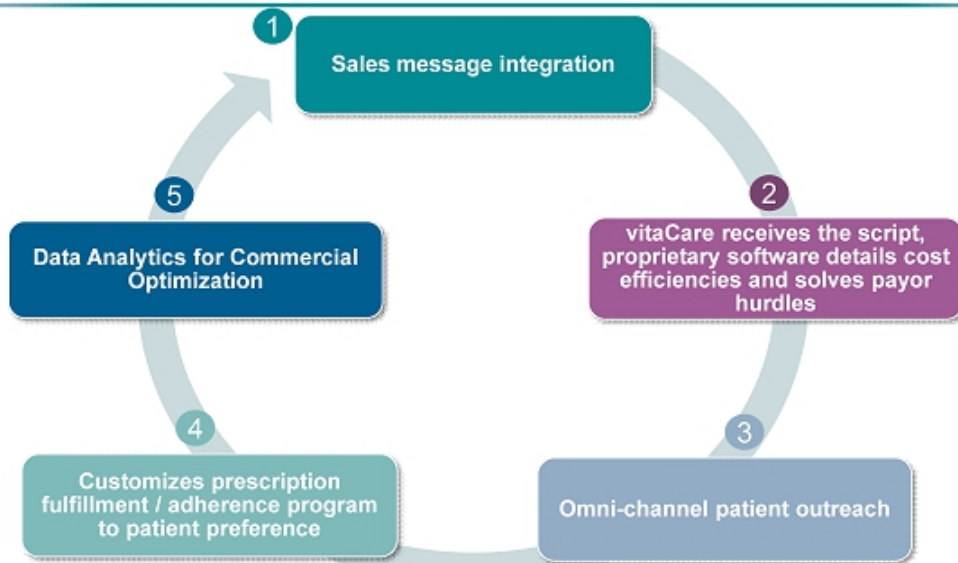 1
Sales message integration
2
vitaCare receives the script,
proprietary software details cost
efficiencies and solves payor
hurdles
3
Omni-channel patient outreach
4
Customizes prescription
fulfillment / adherence program
to patient preference
5
Data Analytics for Commercial
Optimization